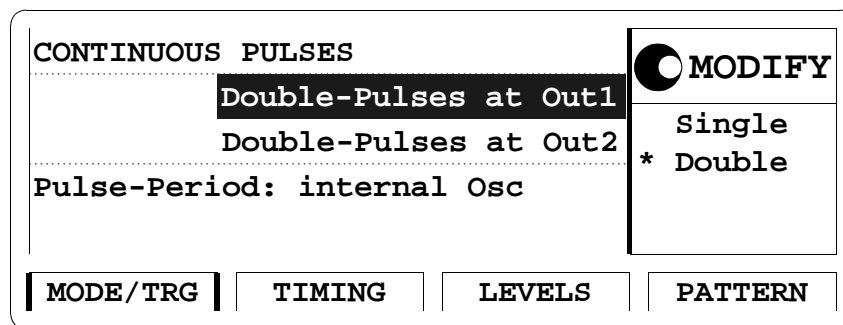 CONTINUOUS PULSES
Double-Pulses at Out1
Double-Pulses at Out2
Pulse-Period: internal Osc
MODIFY
Single
* Double
MODE/TRG
TIMING
LEVELS
PATTERN